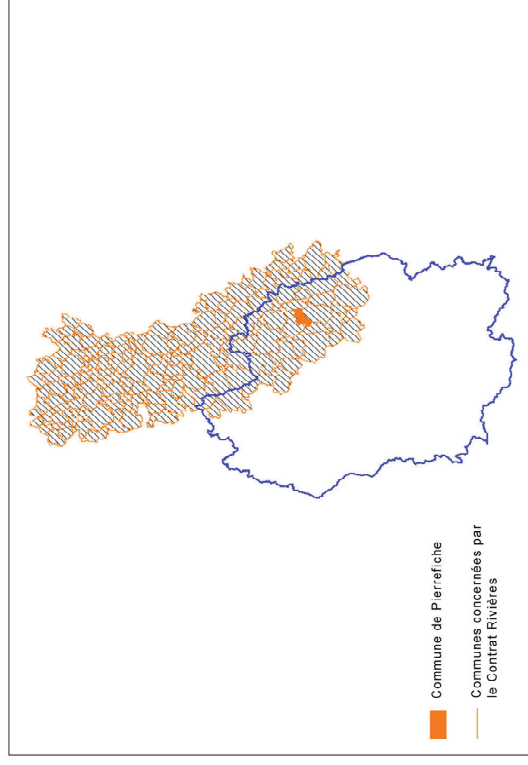 Commune de Pierrefiche
Communes concernées par
le Contrat Rivières